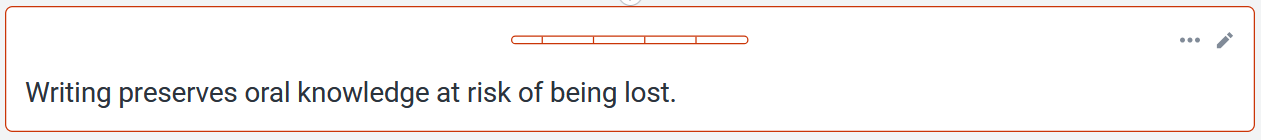 Writing preserves oral knowledge at risk of being lost.